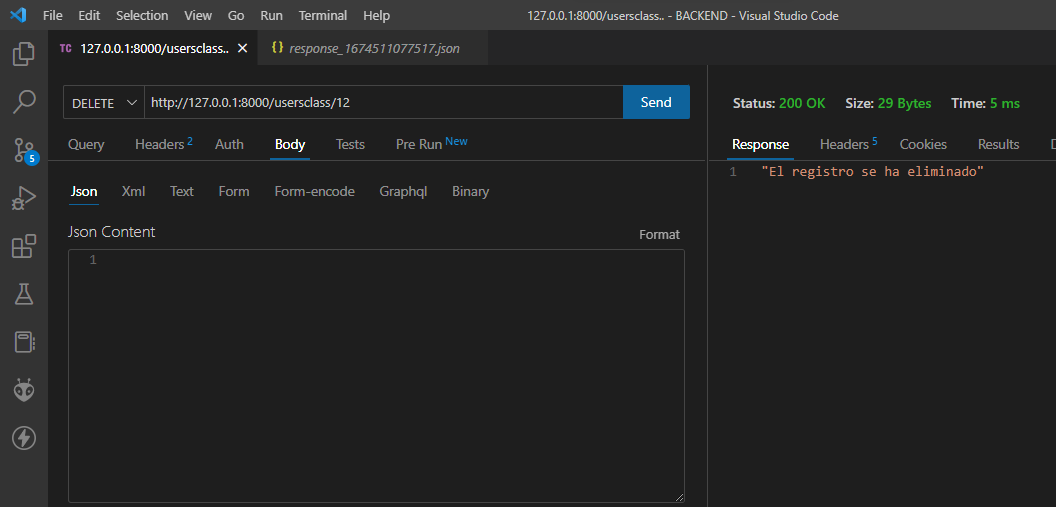 File Edit Selection View Go Run Terminal Help 127.0.0.1:8000/usersclass.. - BACKEND - Visual Studio Code
TC 127.0.0.1:8000/usersclass.. {} response_1674511077517.json
DELETE http://127.0.0.1:8000/usersclass/12 Send
Status: 200 OK Size: 29 Bytes Time: 5 ms
Query Headers 2 Auth Body Tests Pre Run New
Response Headers 5 Cookies Results
1 "El registro se ha eliminado"
5
Json Xml Text Form Form-encode Graphql Binary
Json Content
Format
1